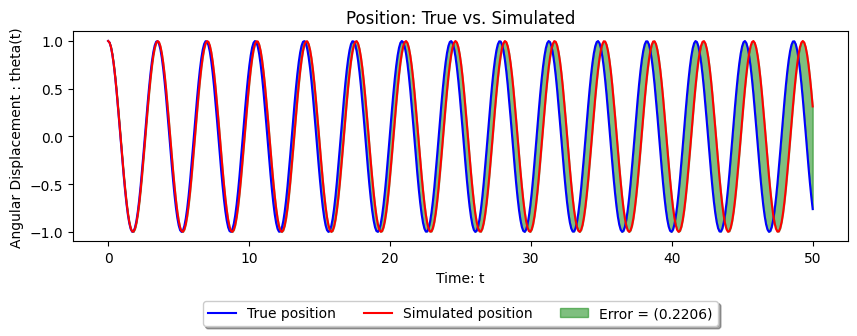 Position: True vs. Simulated
Angular Displacement : theta(t)
1.0
0.5
0.0
−0.5
−1.0
0 10 20 30 40 50
Time: t
True position Simulated position Error = (0.2206)